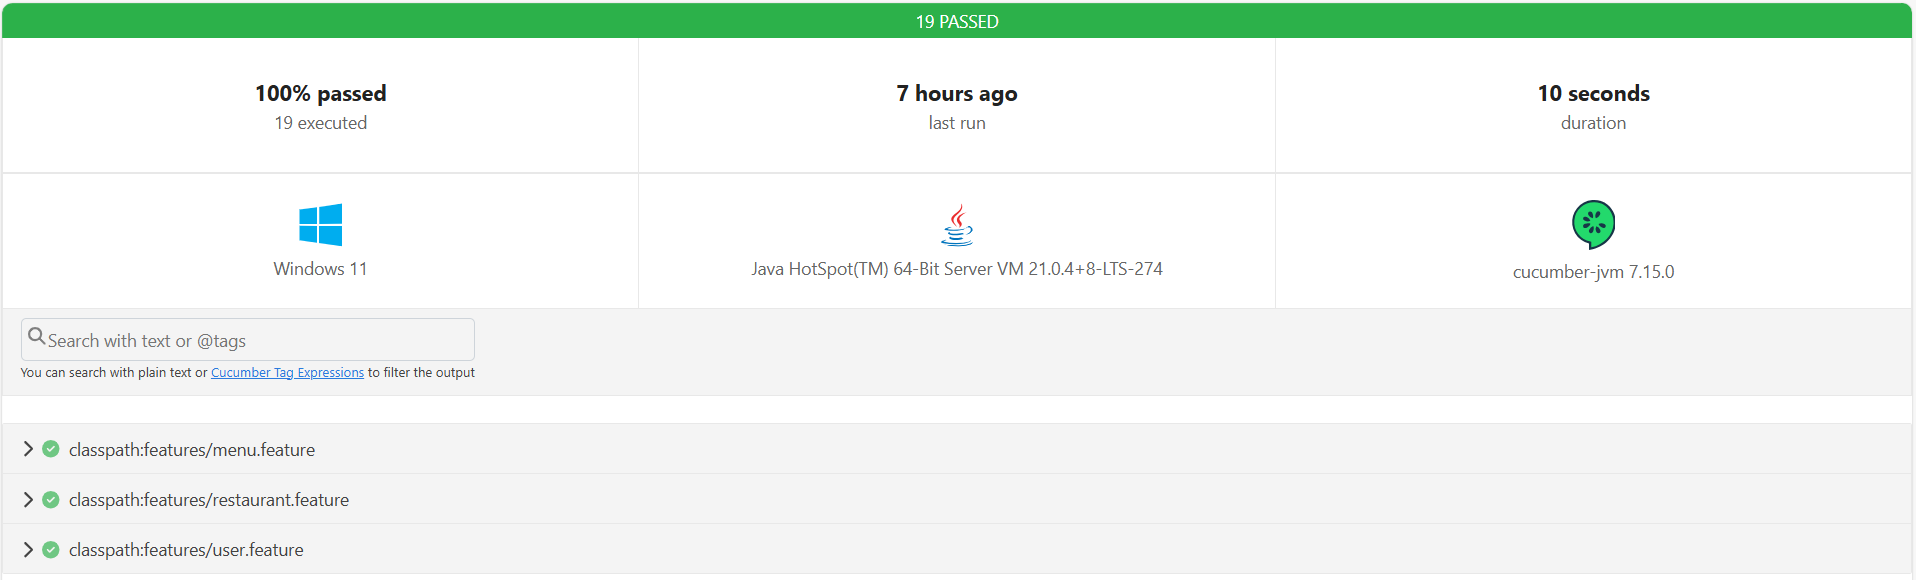 19 PASSED
100% passed
19 executed
7 hours ago
last run
10 seconds
duration
Windows 11
Java HotSpot(TM) 64-Bit Server VM 21.0.4+8-LTS-274
cucumber-jvm 7.15.0
Search with text or @tags
You can search with plain text or Cucumber Tag Expressions to filter the output
classpath:features/menu.feature
classpath:features/restaurant.feature
classpath:features/user.feature